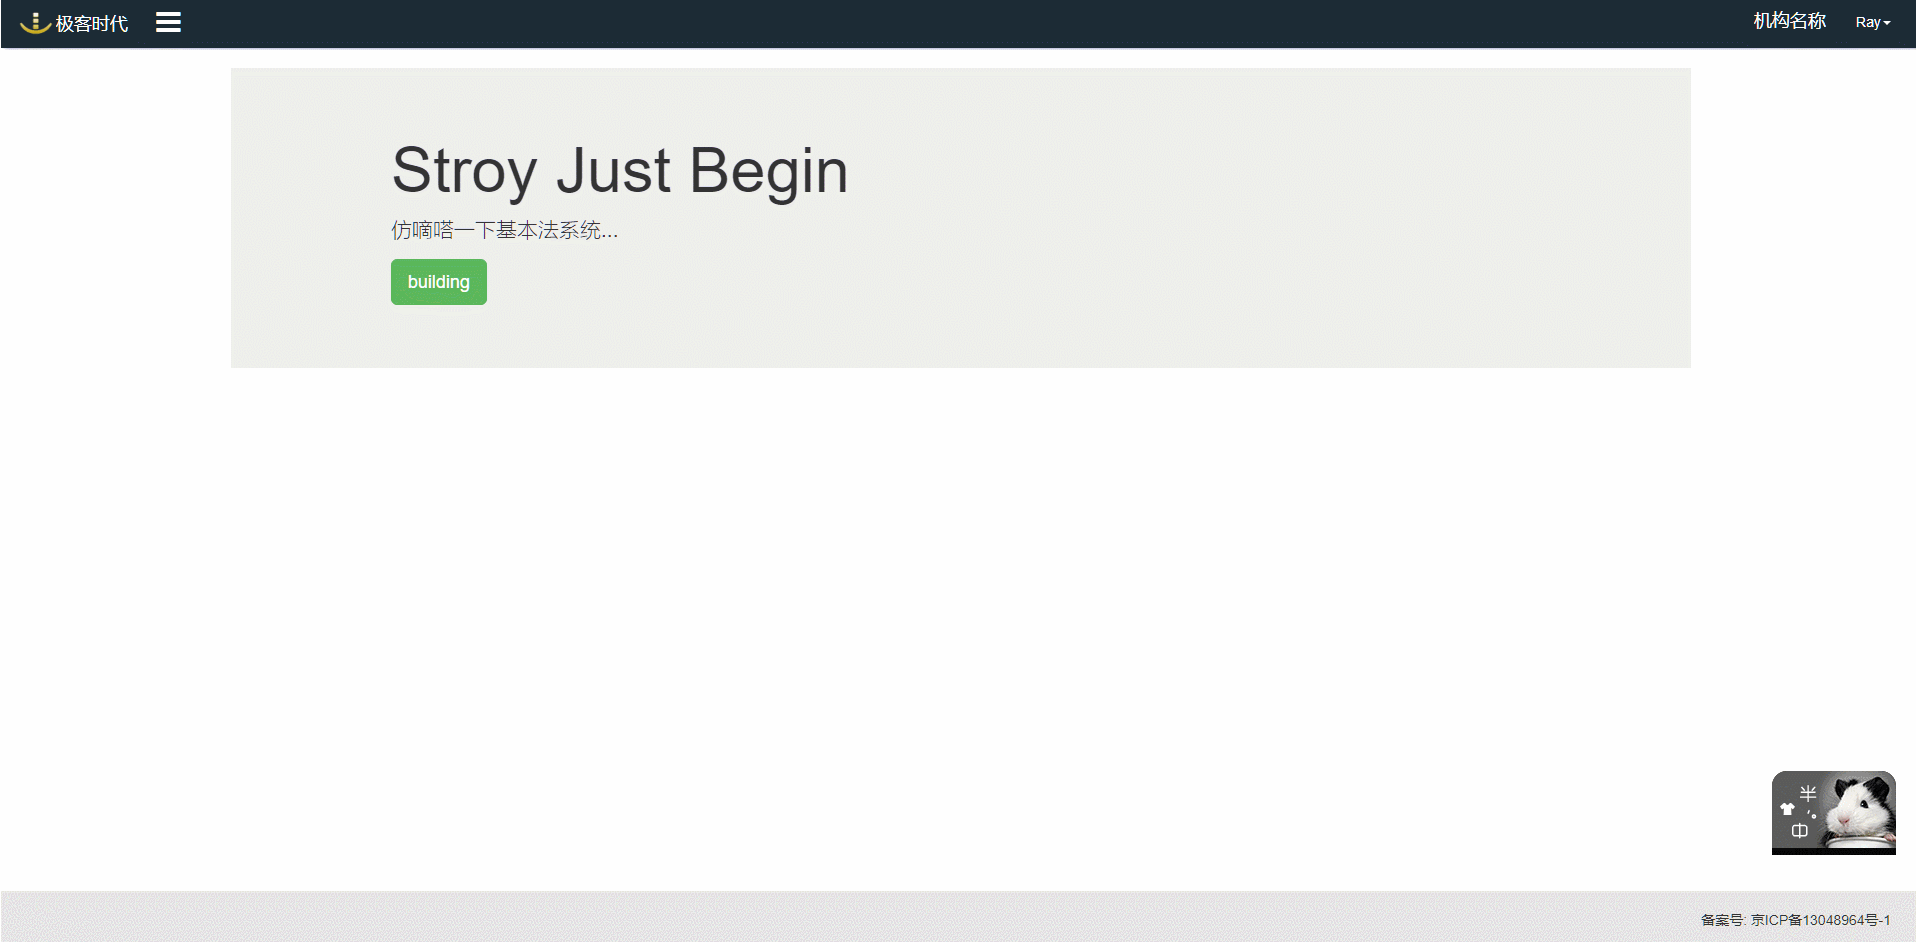 极客时代
机构名称 Ray
Stroy Just Begin
仿嘀嗒一下基本法系统...
building
半
中
备案号: 京ICP备13048964号-1